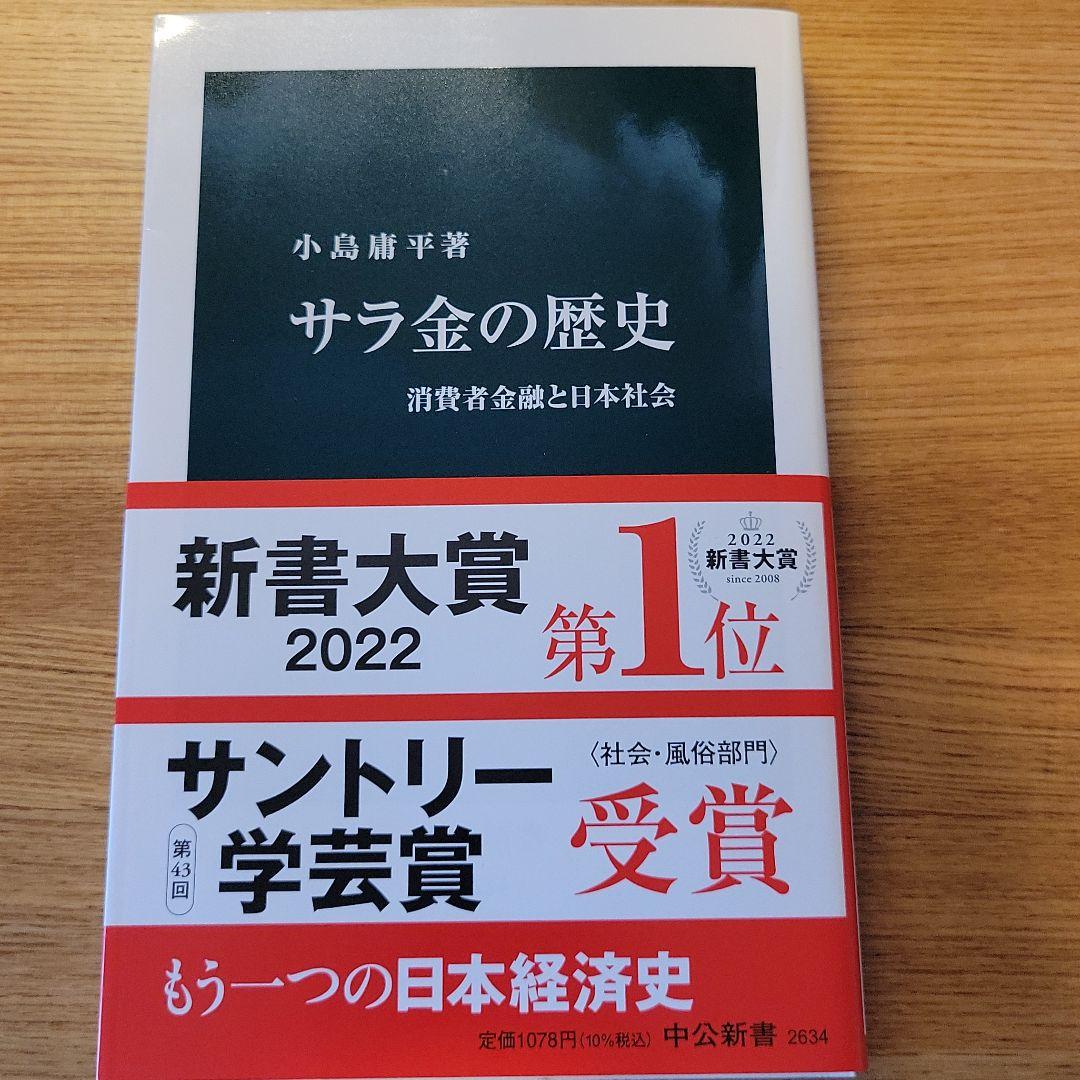 小島庸平著
サラ金の歴史
消費者金融と日本社会
新書大賞
2022
第1位
2022
新書大賞
since 2008
サントリー
学芸賞
第43回
〈社会・風俗部門〉
受賞
もう一つの日本経済史
定価1078円(10%税込) 中公新書 2634